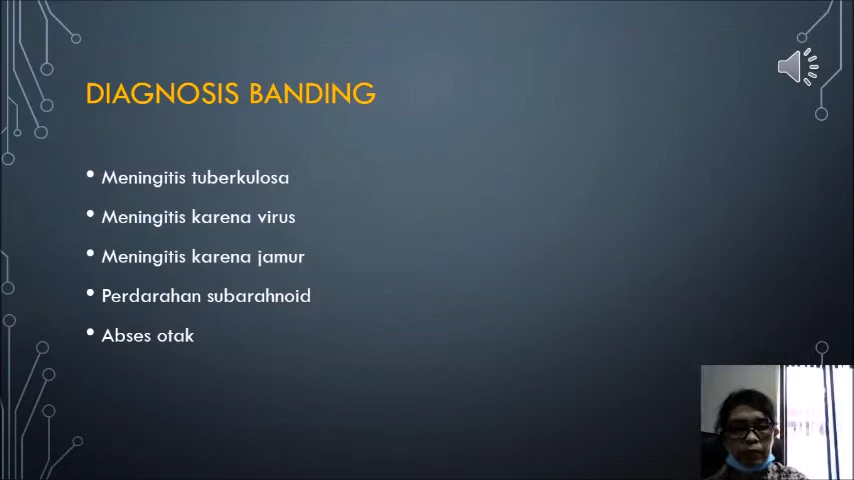 DIAGNOSIS BANDING
• Meningitis tuberkulosa
• Meningitis karena virus
• Meningitis karena jamur
• Perdarahan subarahnoid
• Abses otak